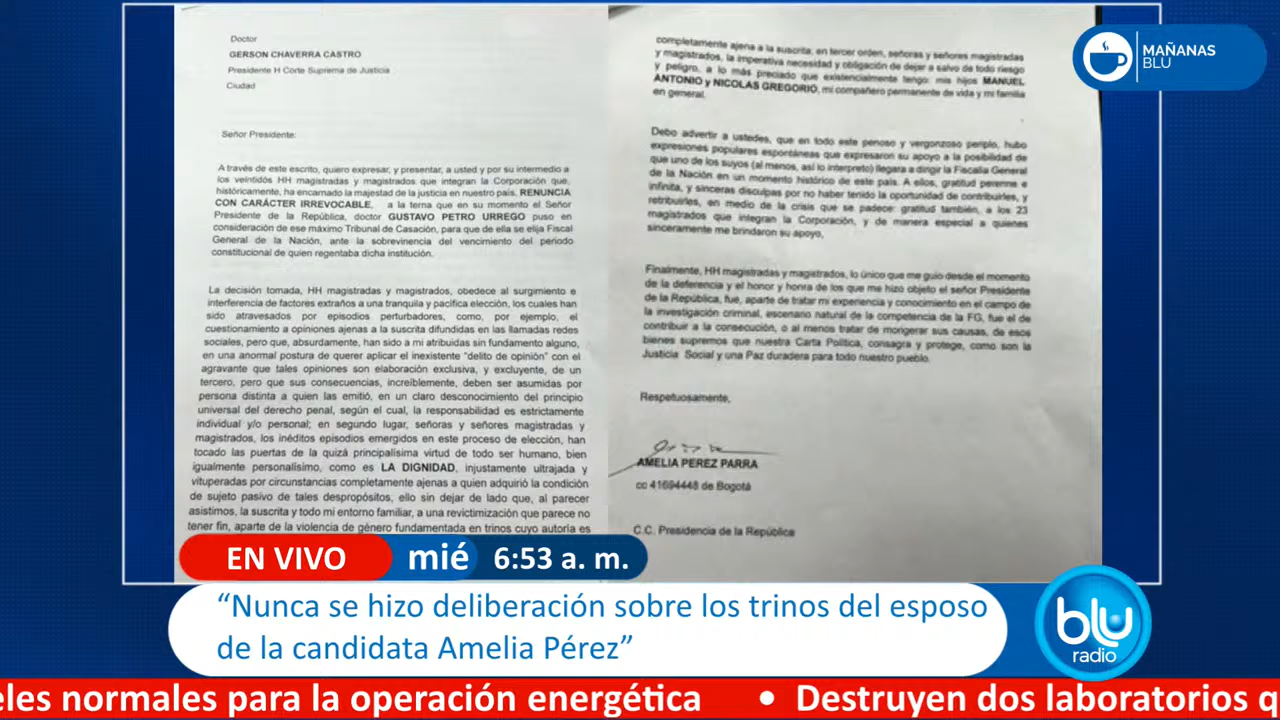 Doctor
GERSON CHAVERRA CASTRO
Presidente H Corte Suprema de Justicia
Ciudad
Señor Presidente:
A través de este escrito, quiero expresar, y presentar, a usted y por su intermedio a
los veintidós HH magistradas y magistrados que integran la Corporación que,
históricamente, ha encarnado la majestad de la justicia en nuestro país, RENUNCIA
CON CARÁCTER IRREVOCABLE, a la terna que en su momento el Señor
Presidente de la República, doctor GUSTAVO PETRO URREGO puso en
consideración de ese máximo Tribunal de Casación, para que de ella se elija Fiscal
General de la Nación, ante la sobrevinencia del vencimiento del periodo
constitucional de quien regentaba dicha institución.
La decisión tomada, HH magistradas y magistrados, obedece al surgimiento e
interferencia de factores extraños a una tranquila y pacífica elección, los cuales han
sido atravesados por episodios perturbadores, como, por ejemplo, el
cuestionamiento a opiniones ajenas a la suscrita difundidas en las llamadas redes
sociales, pero que, absurdamente, han sido a mi atribuidas sin fundamento alguno,
en una anormal postura de querer aplicar el inexistente "delito de opinión" con el
agravante que tales opiniones son elaboración exclusiva, y excluyente, de un
tercero, pero que sus consecuencias, increíblemente, deben ser asumidas por
persona distinta a quien las emitió, en un claro desconocimiento del principio
universal del derecho penal, según el cual, la responsabilidad es estrictamente
individual y/o personal; en segundo lugar, señoras y señores magistradas y
magistrados, los inéditos episodios emergidos en este proceso de elección, han
tocado las puertas de la quizá principalísima virtud de todo ser humano, bien
igualmente personalísimo, como es LA DIGNIDAD, injustamente ultrajada y
vituperada por circunstancias completamente ajenas a quien adquirió la condición
de sujeto pasivo de tales despropósitos, ello sin dejar de lado que, al parecer
asistimos, la suscrita y todo mi entorno familiar, a una revictimización que parece no
tener fin, aparte de la violencia de género fundamentada en trinos cuyo autoría es
completamente ajena a la suscrita, en tercer orden, señoras y señores magistradas
y magistrados, la imperativa necesidad y obligación de dejar a salvo de todo riesgo
y peligro, a lo más preciado que existencialmente tengo: mis hijos MANUEL
ANTONIO y NICOLAS GREGORIO, mi compañero permanente de vida y mi familia
en general.
Debo advertir a ustedes, que en todo este penoso y vergonzoso periplo, hubo
expresiones populares espontáneas que expresaron su apoyo a la posibilidad de
que uno de los suyos (al menos, así lo interpreto) llegara a dirigir la Fiscalía General
de la Nación en un momento histórico de este país. A ellos, gratitud perenne e
infinita, y sinceras disculpas por no haber tenido la oportunidad de contribuirles, y
retribuirles, en medio de la crisis que se padece: gratitud también, a los 23
magistrados que integran la Corporación, y de manera especial a quienes
sinceramente me brindaron su apoyo,
Finalmente, HH magistradas y magistrados, lo único que me guio desde el momento
de la deferencia y el honor y honra de los que me hizo objeto el señor Presidente
de la República, fue, aparte de tratar mi experiencia y conocimiento en el campo de
la investigación criminal, escenario natural de la competencia de la FG, fue el de
contribuir a la consecución, o al menos tratar de morigerar sus causas, de esos
bienes supremos que nuestra Carta Política, consagra y protege, como son la
Justicia Social y una Paz duradera para todo nuestro pueblo.
Respetuosamente,
AMELIA PEREZ PARRA
cc 41694448 de Bogotá
C.C. Presidencia de la República
MAÑANAS
BLU
EN VIVO mié 6:53 a. m.
“Nunca se hizo deliberación sobre los trinos del esposo
de la candidata Amelia Pérez”
blu
radio
eles normales para la operación energética • Destruyen dos laboratorios q